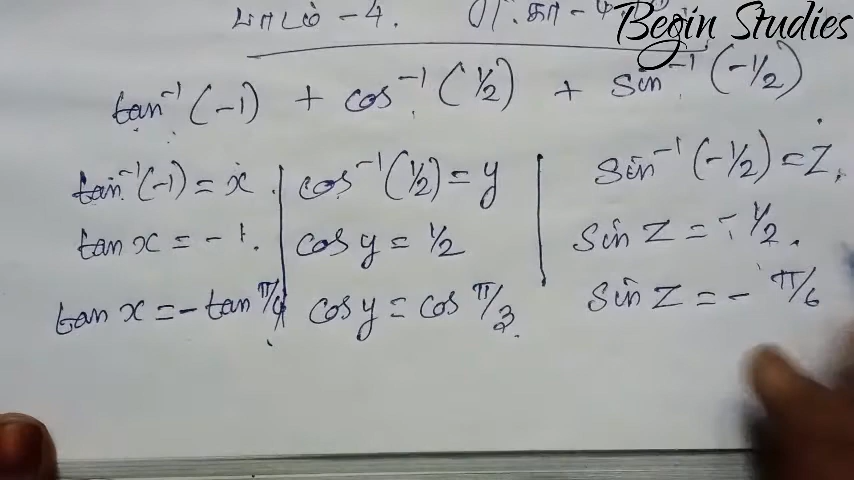 பாடம் - 4.
Begin Studies
tan⁻¹(-1) + cos⁻¹(1/2) + sin⁻¹(-1/2)
tan⁻¹(-1) = x. cos⁻¹(1/2) = y sin⁻¹(-1/2) = Z.
tan x = -1. cos y = 1/2 sin Z = -1/2.
tan x = -tan π/4 cos y = cos π/3. sin Z = - π/6